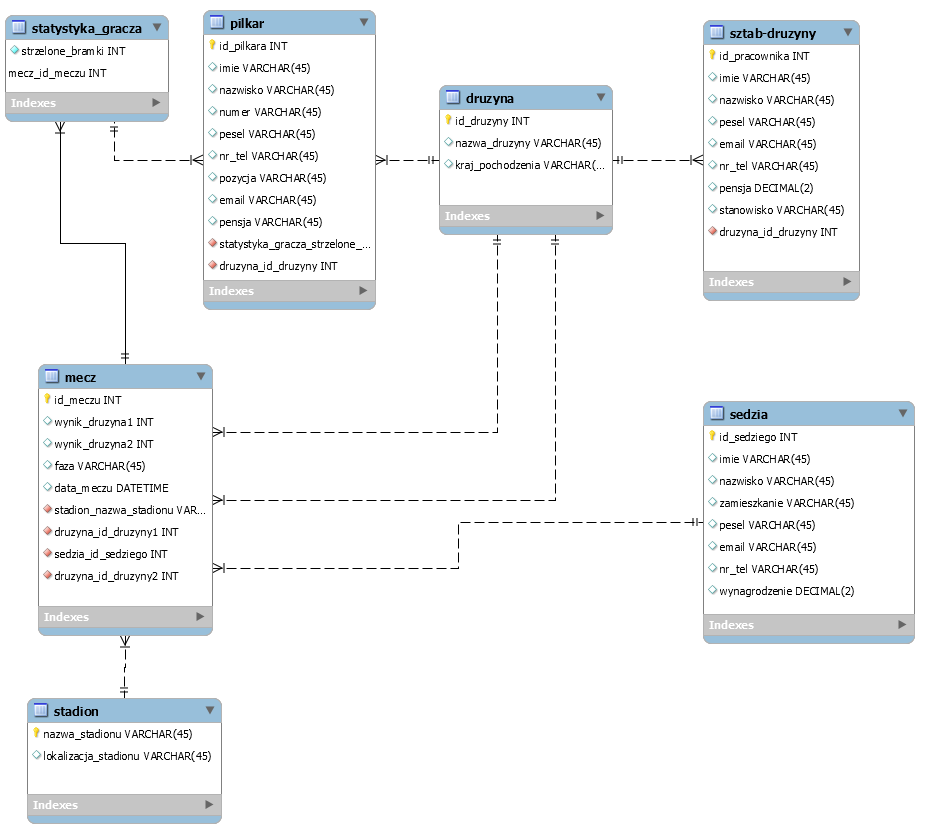 statystyka_gracza
strzelone_bramki INT
mecz_id_meczu INT
Indexes
pilkar
id_pilkara INT
imie VARCHAR(45)
nazwisko VARCHAR(45)
numer VARCHAR(45)
pesel VARCHAR(45)
nr_tel VARCHAR(45)
pozycja VARCHAR(45)
email VARCHAR(45)
pensja VARCHAR(45)
statystyka_gracza_strzelone_...
druzyna_id_druzyny INT
Indexes
druzyna
id_druzyny INT
nazwa_druzyny VARCHAR(45)
kraj_pochodzenia VARCHAR(...
Indexes
sztab-druzyny
id_pracownika INT
imie VARCHAR(45)
nazwisko VARCHAR(45)
pesel VARCHAR(45)
email VARCHAR(45)
nr_tel VARCHAR(45)
pensja DECIMAL(2)
stanowisko VARCHAR(45)
druzyna_id_druzyny INT
Indexes
mecz
id_meczu INT
wynik_druzyna1 INT
wynik_druzyna2 INT
faza VARCHAR(45)
data_meczu DATETIME
stadion_nazwa_stadionu VAR...
druzyna_id_druzyny1 INT
sedzia_id_sedziego INT
druzyna_id_druzyny2 INT
Indexes
sedzia
id_sedziego INT
imie VARCHAR(45)
nazwisko VARCHAR(45)
zamieszkanie VARCHAR(45)
pesel VARCHAR(45)
email VARCHAR(45)
nr_tel VARCHAR(45)
wynagrodzenie DECIMAL(2)
Indexes
stadion
nazwa_stadionu VARCHAR(45)
lokalizacja_stadionu VARCHAR(45)
Indexes